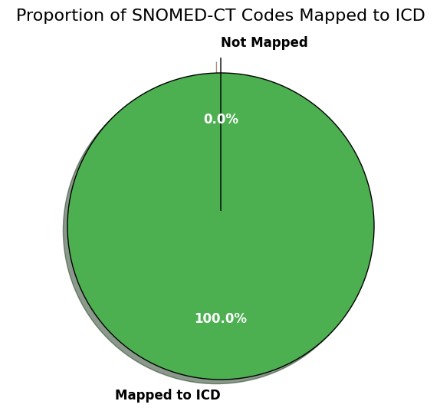 Proportion of SNOMED-CT Codes Mapped to ICD
Not Mapped
0.0%
100.0%
Mapped to ICD